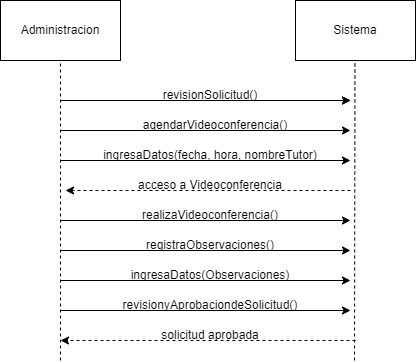 Administracion
Sistema
revisionSolicitud()
agendarVideoconferencia()
ingresaDatos(fecha, hora, nombreTutor)
acceso a Videoconferencia
realizaVideoconferencia()
registraObservaciones()
ingresaDatos(Observaciones)
revisionyAprobaciondeSolicitud()
solicitud aprobada